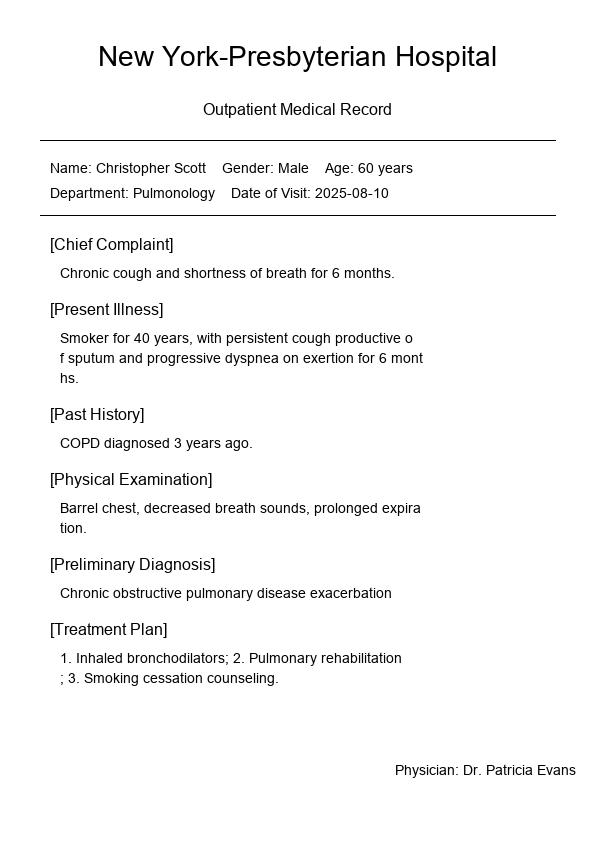 New York-Presbyterian Hospital
Outpatient Medical Record
Name: Christopher Scott    Gender: Male    Age: 60 years
Department: Pulmonology    Date of Visit: 2025-08-10
[Chief Complaint]
Chronic cough and shortness of breath for 6 months.
[Present Illness]
Smoker for 40 years, with persistent cough productive o
f sputum and progressive dyspnea on exertion for 6 mont
hs.
[Past History]
COPD diagnosed 3 years ago.
[Physical Examination]
Barrel chest, decreased breath sounds, prolonged expira
tion.
[Preliminary Diagnosis]
Chronic obstructive pulmonary disease exacerbation
[Treatment Plan]
1. Inhaled bronchodilators; 2. Pulmonary rehabilitation
; 3. Smoking cessation counseling.
Physician: Dr. Patricia Evans